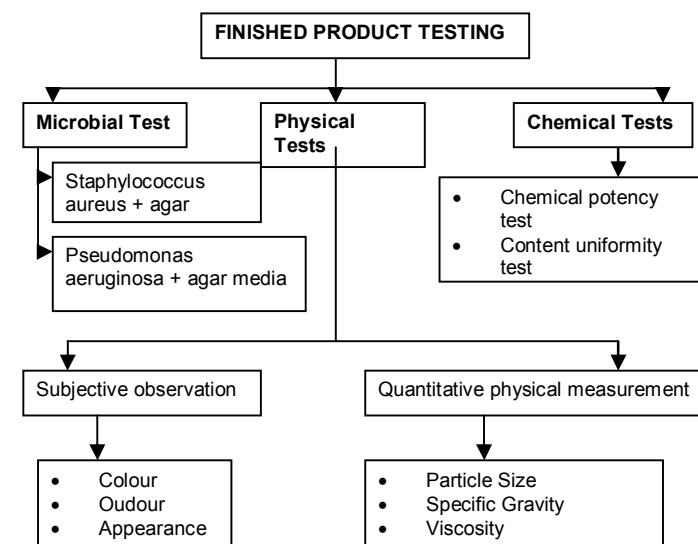 FINISHED PRODUCT TESTING
Microbial Test
Physical
Tests
Chemical Tests
Staphylococcus
aureus + agar
Pseudomonas
aeruginosa + agar media
• Chemical potency
test
• Content uniformity
test
Subjective observation
Quantitative physical measurement
• Colour
• Oudour
• Appearance
• Particle Size
• Specific Gravity
• Viscosity